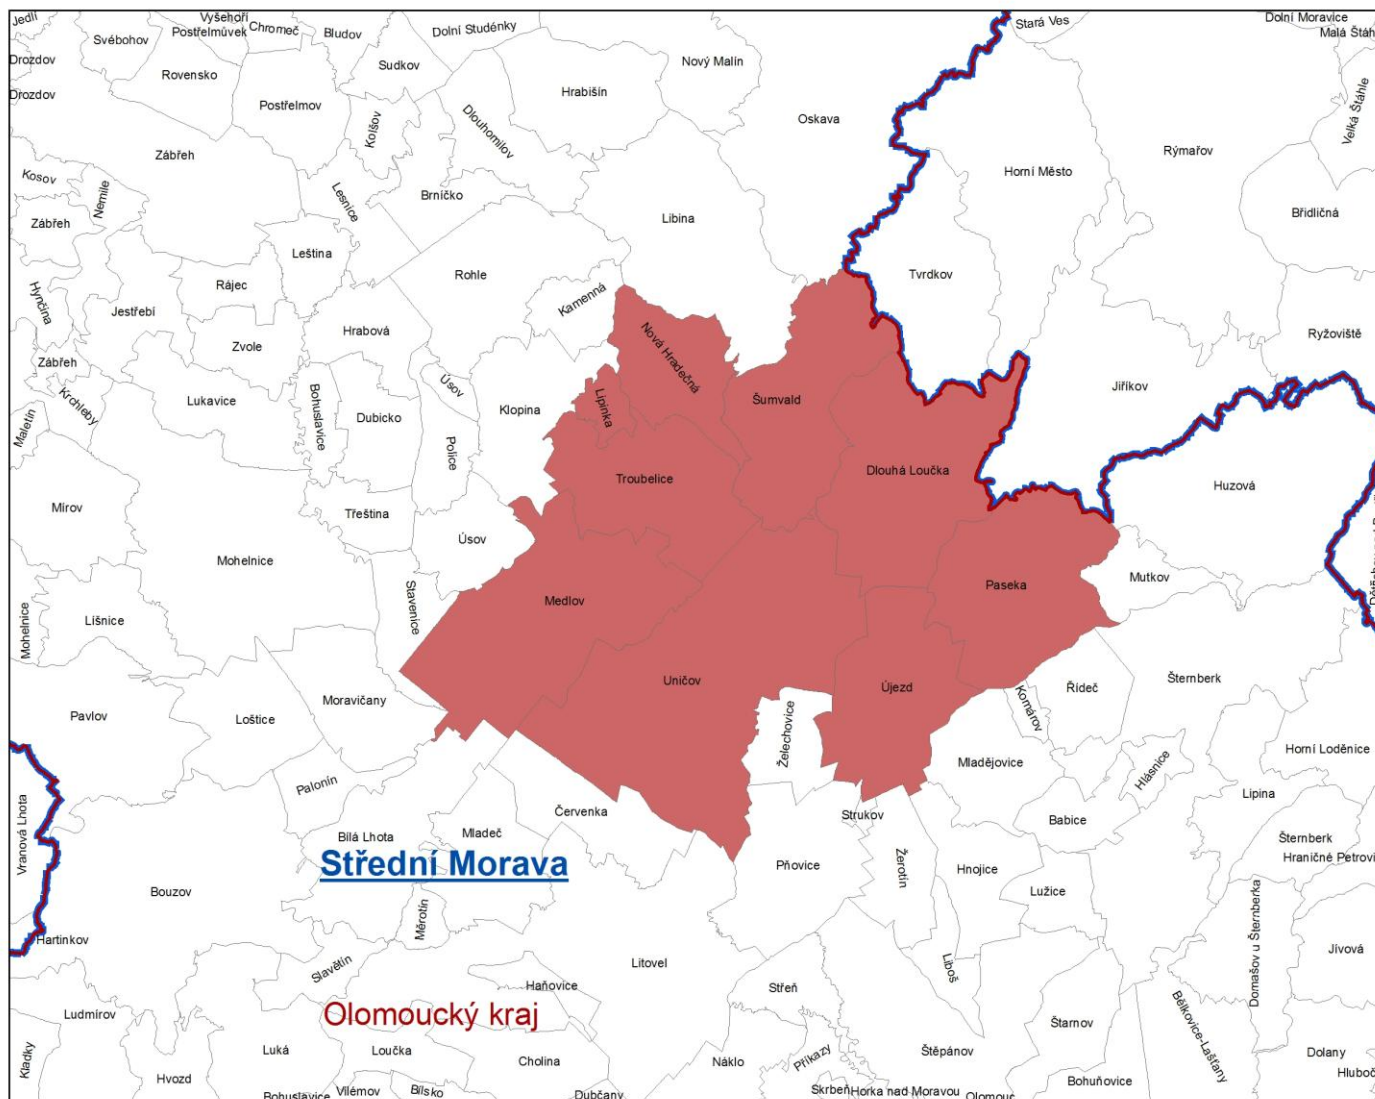 Jedlí
Vyšehoří
Postřelmůvek
Chromeč
Svébohov
Bludov
Dolní Studénky
Stará Ves
Dolní Moravice
Malá Štáh
Drozdov
Rovensko
Sudkov
Nový Malín
Hrabišín
Drozdov
Postřelmov
Kolšov
Dlouhomilov
Oskava
Velká Štáhle
Zábřeh
Rýmařov
Kosov
Nemile
Lesnice
Brníčko
Horní Město
Zábřeh
Libina
Břidličná
Leština
Rohle
Tvrdkov
Rájec
Kamenná
Hynčina
Jestřebí
Hrabová
Nová Hradečná
Ryžoviště
Zvole
Zábřeh
Krchleby
Úsov
Jiříkov
Lukavice
Bohuslavice
Dubicko
Klopina
Lipinka
Šumvald
Maletín
Police
Troubelice
Dlouhá Loučka
Huzová
Mírov
Třeština
Úsov
Mohelnice
Medlov
Paseka
Mutkov
Stavenice
Mohelnice
Líšnice
Uničov
Újezd
Řídeč
Šternberk
Komárov
Moravičany
Pavlov
Loštice
Želechovice
Horní Loděnice
Mladějovice
Hlásnice
Palonín
Lipina
Vranová Lhota
Červenka
Strukov
Babice
Bílá Lhota
Mladeč
Šternberk
Střední Morava
Hraničné Petrovi
Pňovice
Žerotín
Hnojice
Bouzov
Lužice
Měrotín
Domašov u Šternberka
Hartinkov
Jívová
Slavětín
Litovel
Liboš
Haňovice
Střeň
Olomoucký kraj
Ludmírov
Štarnov
Bělkovice-Lašťany
Kladky
Luká
Loučka
Cholina
Náklo
Příkazy
Štěpánov
Dolany
Hvozd
Bohuňovice
Hluboč
Bohuslavice
Vilémov
Bílsko
Dubčany
Skrbeň
Horka nad Moravou
Olomouc